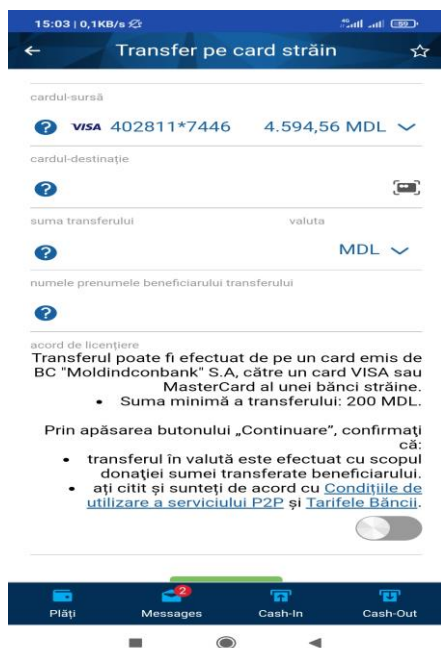 15:03 | 0,1KB/s
4G 59
Transfer pe card străin
cardul-sursă
VISA 402811*7446 4.594,56 MDL
cardul-destinație
suma transferului valuta
MDL
numele prenumele beneficiarului transferului
acord de licențiere
Transferul poate fi efectuat de pe un card emis de
BC "Moldindconbank" S.A, către un card VISA sau
MasterCard al unei bănci străine.
• Suma minimă a transferului: 200 MDL.
Prin apăsarea butonului „Continuare”, confirmați
că:
• transferul în valută este efectuat cu scopul
donației sumei transferate beneficiarului.
• ați citit și sunteți de acord cu Condițiile de
utilizare a serviciului P2P și Tarifele Băncii.
2
Plăți Messages Cash-In Cash-Out